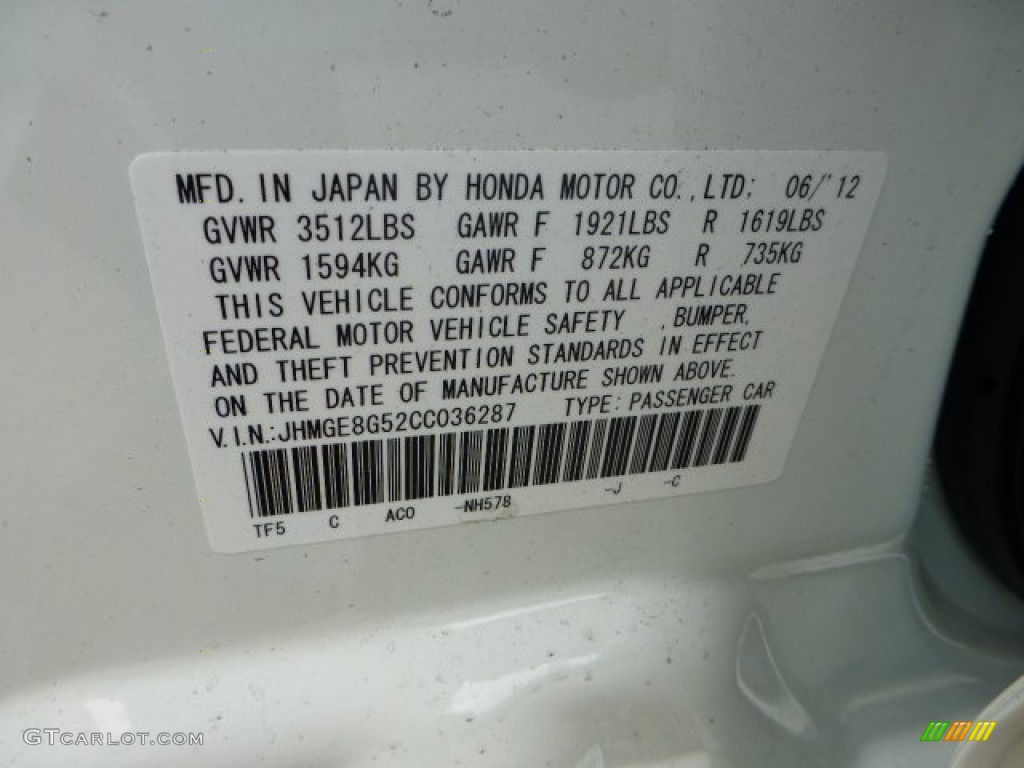 MFD. IN JAPAN BY HONDA MOTOR CO., LTD; 06/'12
GVWR 3512LBS GAWR F 1921LBS R 1619LBS
GVWR 1594KG GAWR F 872KG R 735KG
THIS VEHICLE CONFORMS TO ALL APPLICABLE
FEDERAL MOTOR VEHICLE SAFETY , BUMPER,
AND THEFT PREVENTION STANDARDS IN EFFECT
ON THE DATE OF MANUFACTURE SHOWN ABOVE.
V.I.N.:JHMGE8G52CC036287 TYPE: PASSENGER CAR
TF5 C AC0 -NH578 -J -C
GTCARLOT.COM